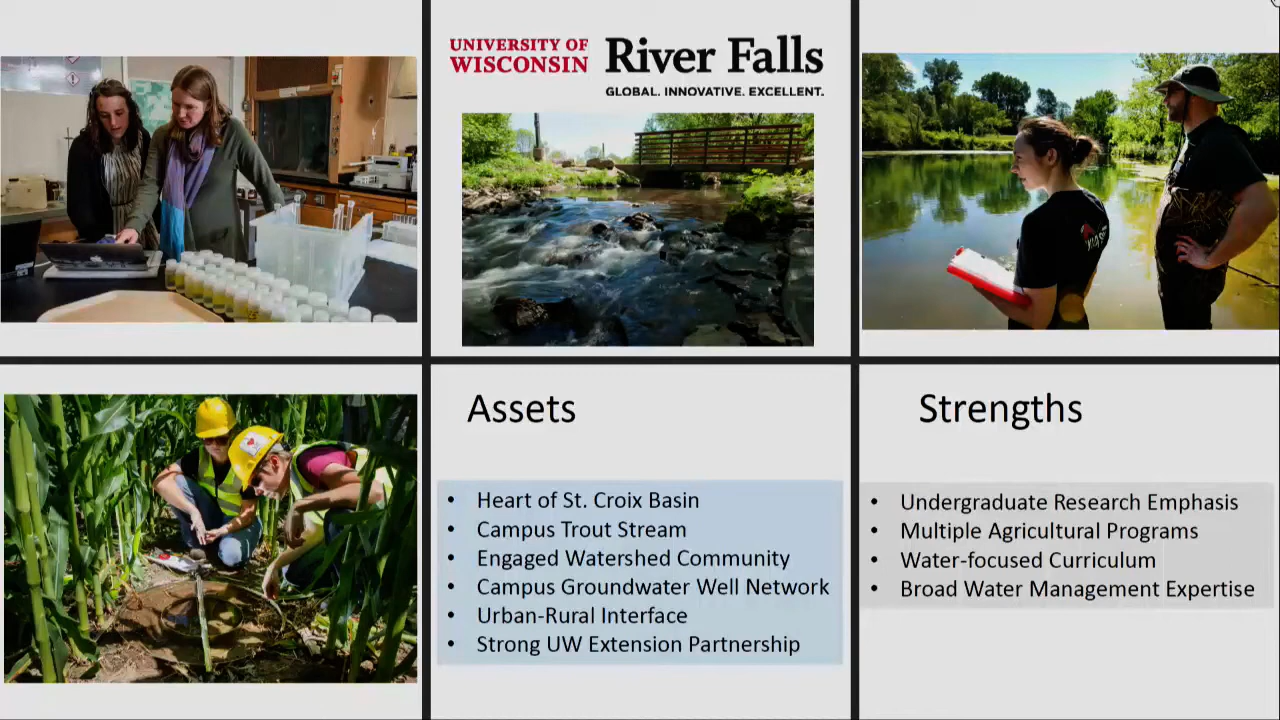 UNIVERSITY OF
WISCONSIN
River Falls
GLOBAL. INNOVATIVE. EXCELLENT.
Assets
• Heart of St. Croix Basin
• Campus Trout Stream
• Engaged Watershed Community
• Campus Groundwater Well Network
• Urban-Rural Interface
• Strong UW Extension Partnership
Strengths
• Undergraduate Research Emphasis
• Multiple Agricultural Programs
• Water-focused Curriculum
• Broad Water Management Expertise